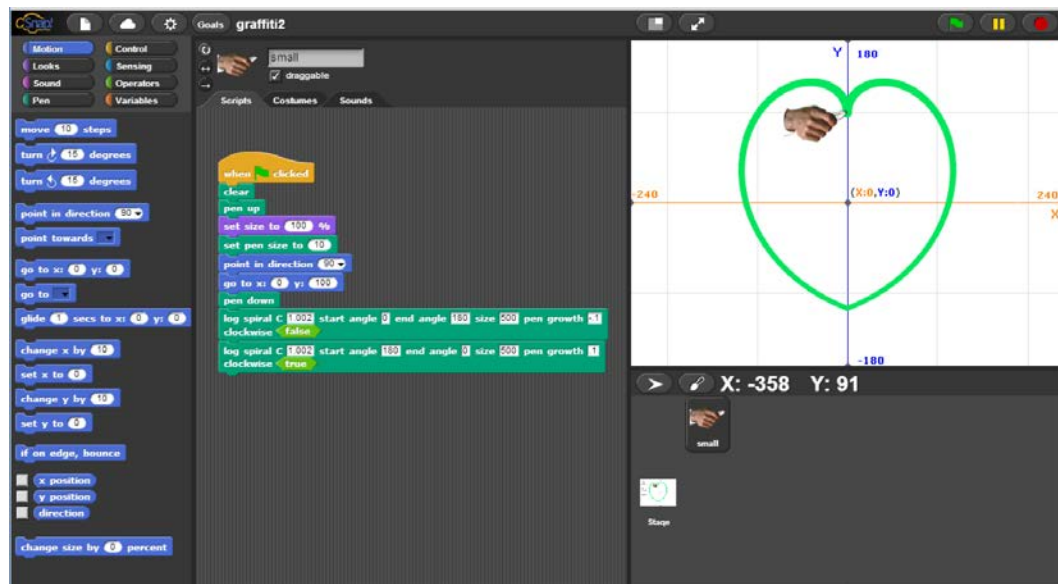 CSnap!
Goals graffiti2
Motion Control
Looks Sensing
Sound Operators
Pen Variables
small
draggable
Scripts Costumes Sounds
move 10 steps
turn 15 degrees
turn 15 degrees
point in direction 90
point towards
go to x: 0 y: 0
go to
glide 1 secs to x: 0 y: 0
change x by 10
set x to 0
change y by 10
set y to 0
if on edge, bounce
x position
y position
direction
change size by 0 percent
when clicked
clear
pen up
set size to 100 %
set pen size to 10
point in direction 90
go to x: 0 y: 100
pen down
log spiral C 1.002 start angle 0 end angle 180 size 500 pen growth -.1
clockwise false
log spiral C 1.002 start angle 180 end angle 0 size 500 pen growth .1
clockwise true
Y 180
-240
(X:0,Y:0)
240
X
-180
X: -358 Y: 91
small
Stage